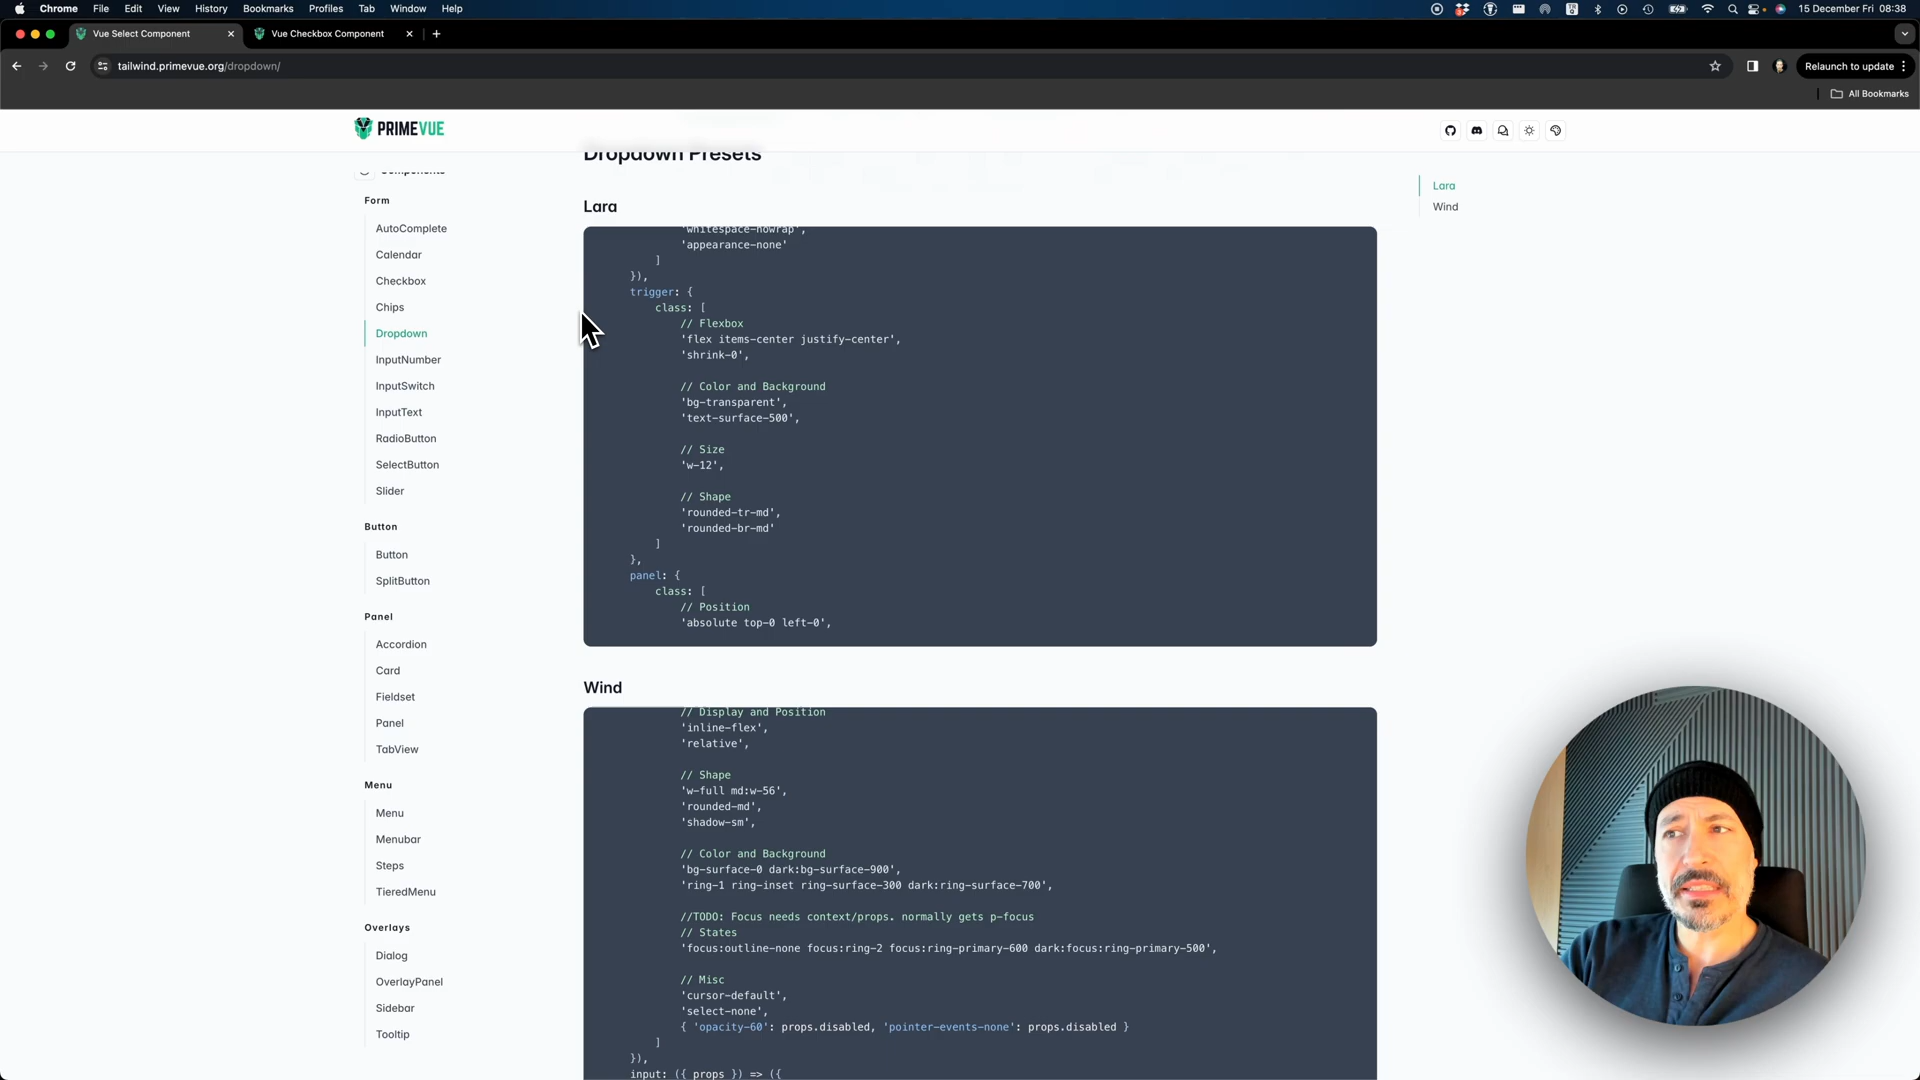 Chrome File Edit View History Bookmarks Profiles Tab Window Help 15 December Fri 08:38
Vue Select Component Vue Checkbox Component
tailwind.primevue.org/dropdown/ Relaunch to update
All Bookmarks
PRIMEVUE
Components
Form
AutoComplete
Calendar
Checkbox
Chips
Dropdown
InputNumber
InputSwitch
InputText
RadioButton
SelectButton
Slider
Button
Button
SplitButton
Panel
Accordion
Card
Fieldset
Panel
TabView
Menu
Menu
Menubar
Steps
TieredMenu
Overlays
Dialog
OverlayPanel
Sidebar
Tooltip
Dropdown Presets
Lara
'whitespace-nowrap',
'appearance-none'
]
}),
trigger: {
class: [
// Flexbox
'flex items-center justify-center',
'shrink-0',
// Color and Background
'bg-transparent',
'text-surface-500',
// Size
'w-12',
// Shape
'rounded-tr-md',
'rounded-br-md'
]
},
panel: {
class: [
// Position
'absolute top-0 left-0',
Wind
// Display and Position
'inline-flex',
'relative',
// Shape
'w-full md:w-56',
'rounded-md',
'shadow-sm',
// Color and Background
'bg-surface-0 dark:bg-surface-900',
'ring-1 ring-inset ring-surface-300 dark:ring-surface-700',
//TODO: Focus needs context/props. normally gets p-focus
// States
'focus:outline-none focus:ring-2 focus:ring-primary-600 dark:focus:ring-primary-500',
// Misc
'cursor-default',
'select-none',
{ 'opacity-60': props.disabled, 'pointer-events-none': props.disabled }
]
}),
input: ({ props }) => ({
Lara
Wind